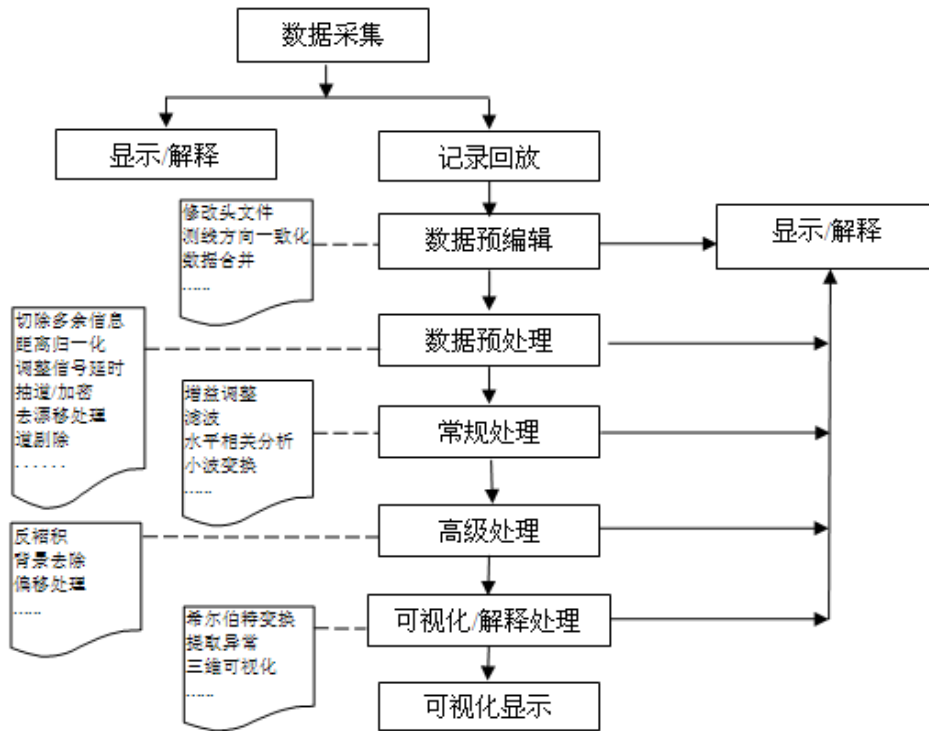 数据采集
显示/解释
记录回放
修改头文件
测线方向一致化
数据合并
……
数据预编辑
显示/解释
切除多余信息
距离归一化
调整信号延时
抽道/加密
去漂移处理
道剔除
······
数据预处理
增益调整
滤波
水平相关分析
小波变换
……
常规处理
反褶积
背景去除
偏移处理
……
高级处理
希尔伯特变换
提取异常
三维可视化
……
可视化/解释处理
可视化显示